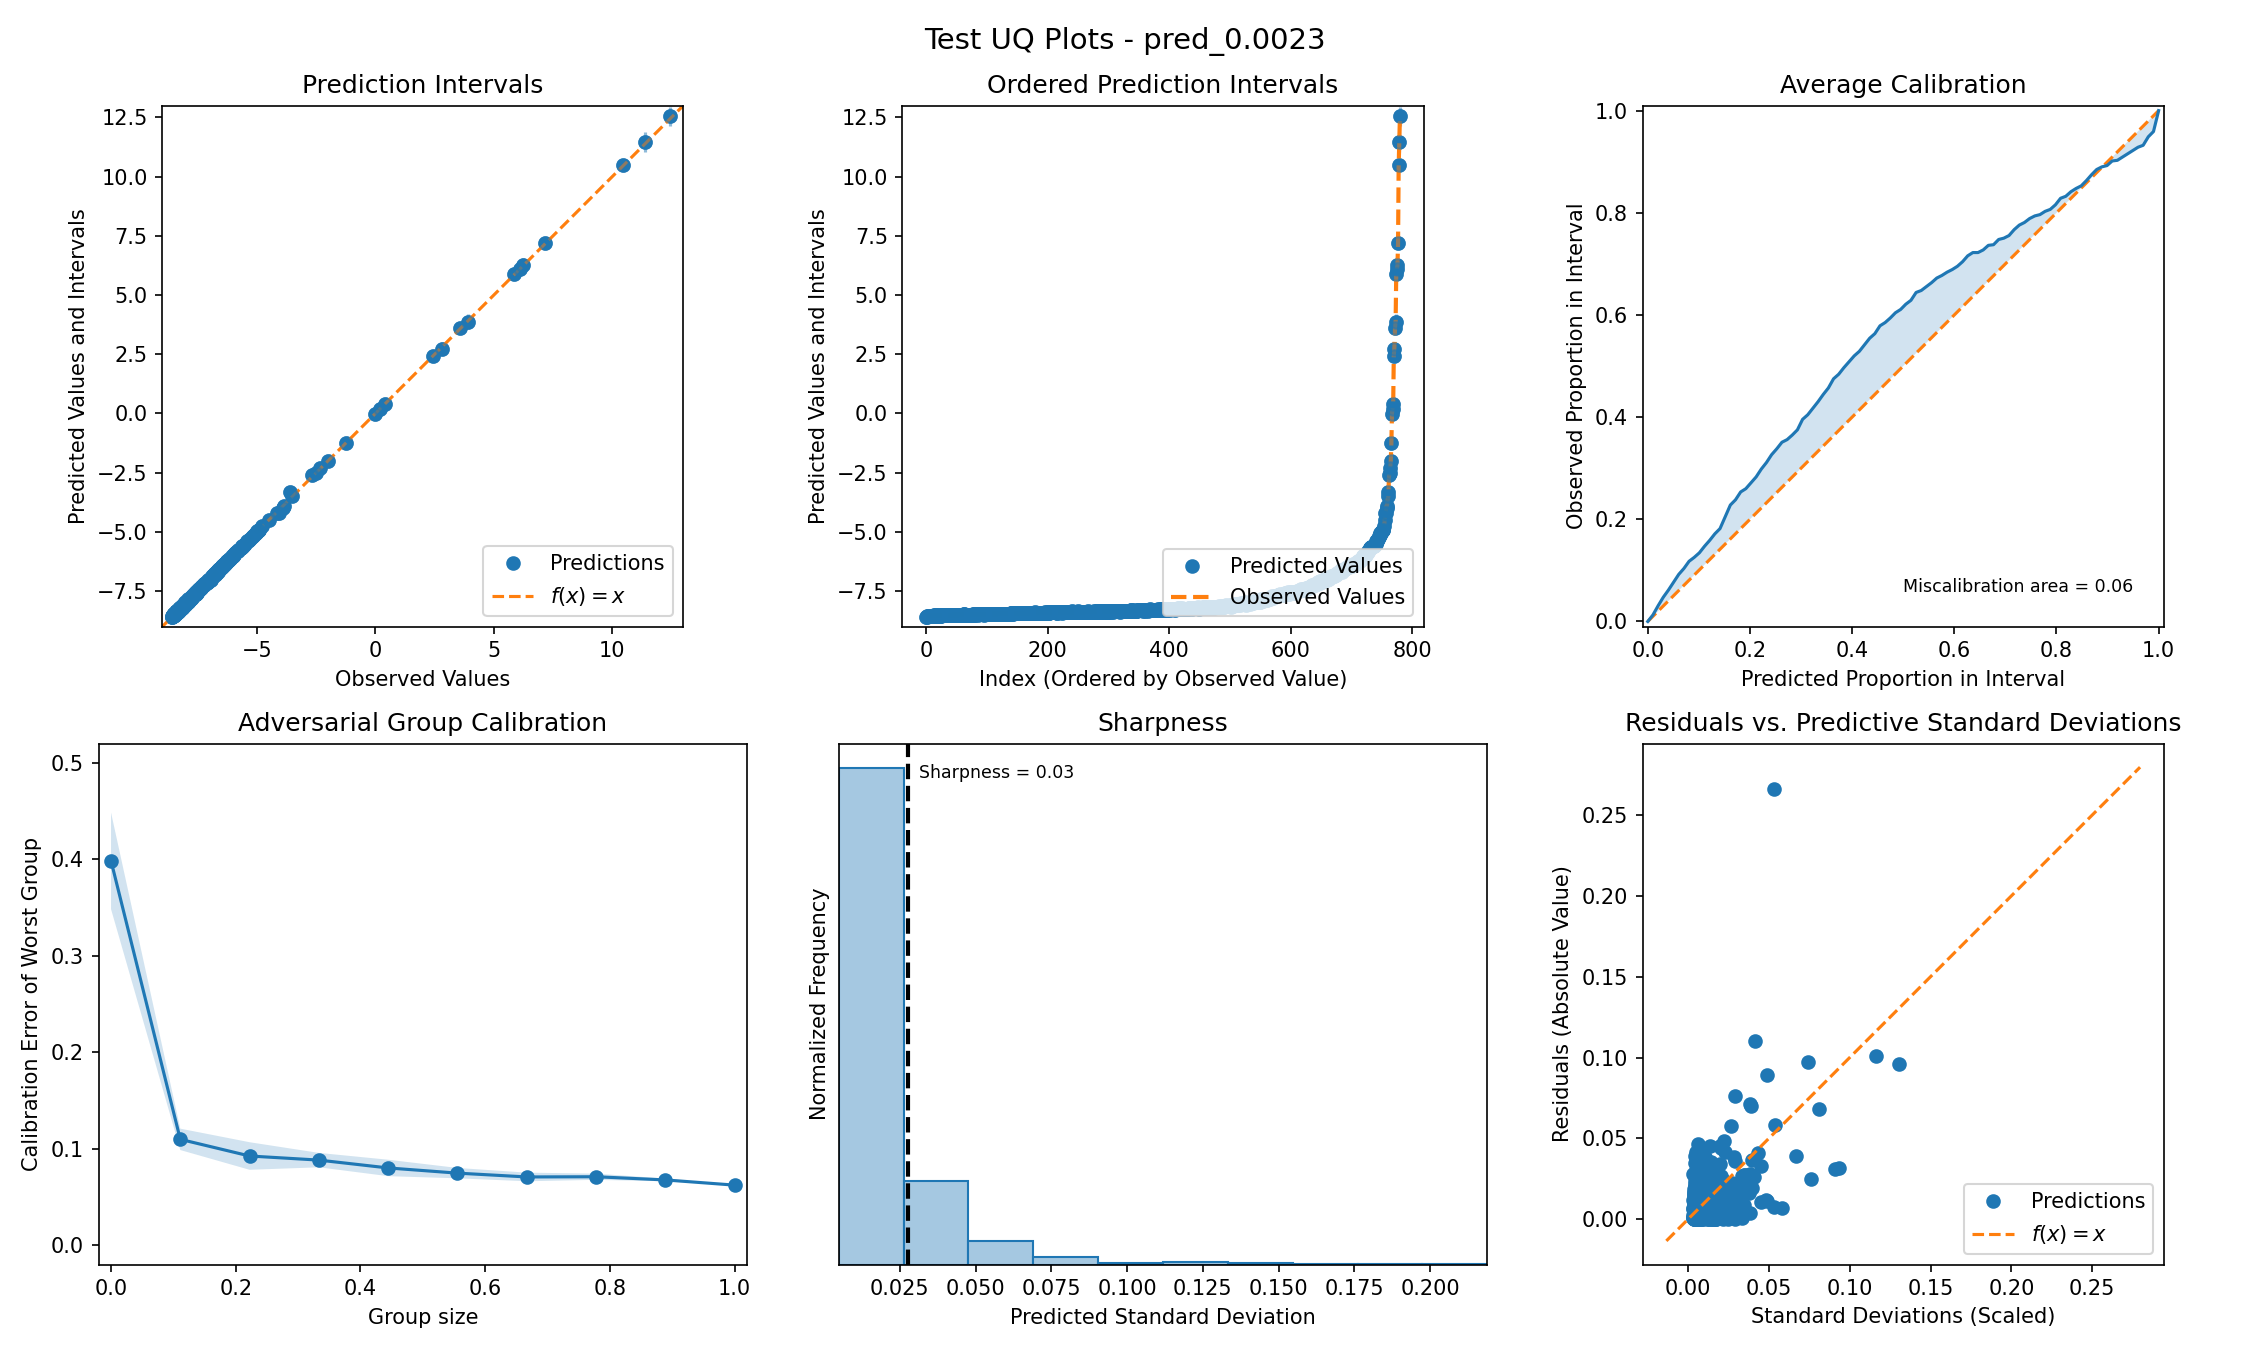 Test UQ Plots - pred_0.0023
Prediction Intervals
12.5
10.0
7.5
5.0
2.5
0.0
−2.5
−5.0
−7.5
Predicted Values and Intervals
Predictions
f(x) = x
−5 0 5 10
Observed Values
Ordered Prediction Intervals
12.5
10.0
7.5
5.0
2.5
0.0
−2.5
−5.0
−7.5
Predicted Values and Intervals
Predicted Values
Observed Values
0 200 400 600 800
Index (Ordered by Observed Value)
Average Calibration
1.0
0.8
0.6
0.4
0.2
0.0
Observed Proportion in Interval
Miscalibration area = 0.06
0.0 0.2 0.4 0.6 0.8 1.0
Predicted Proportion in Interval
Adversarial Group Calibration
0.5
0.4
0.3
0.2
0.1
0.0
Calibration Error of Worst Group
0.0 0.2 0.4 0.6 0.8 1.0
Group size
Sharpness
Sharpness = 0.03
Normalized Frequency
0.025 0.050 0.075 0.100 0.125 0.150 0.175 0.200
Predicted Standard Deviation
Residuals vs. Predictive Standard Deviations
0.25
0.20
0.15
0.10
0.05
0.00
Residuals (Absolute Value)
Predictions
f(x) = x
0.00 0.05 0.10 0.15 0.20 0.25
Standard Deviations (Scaled)